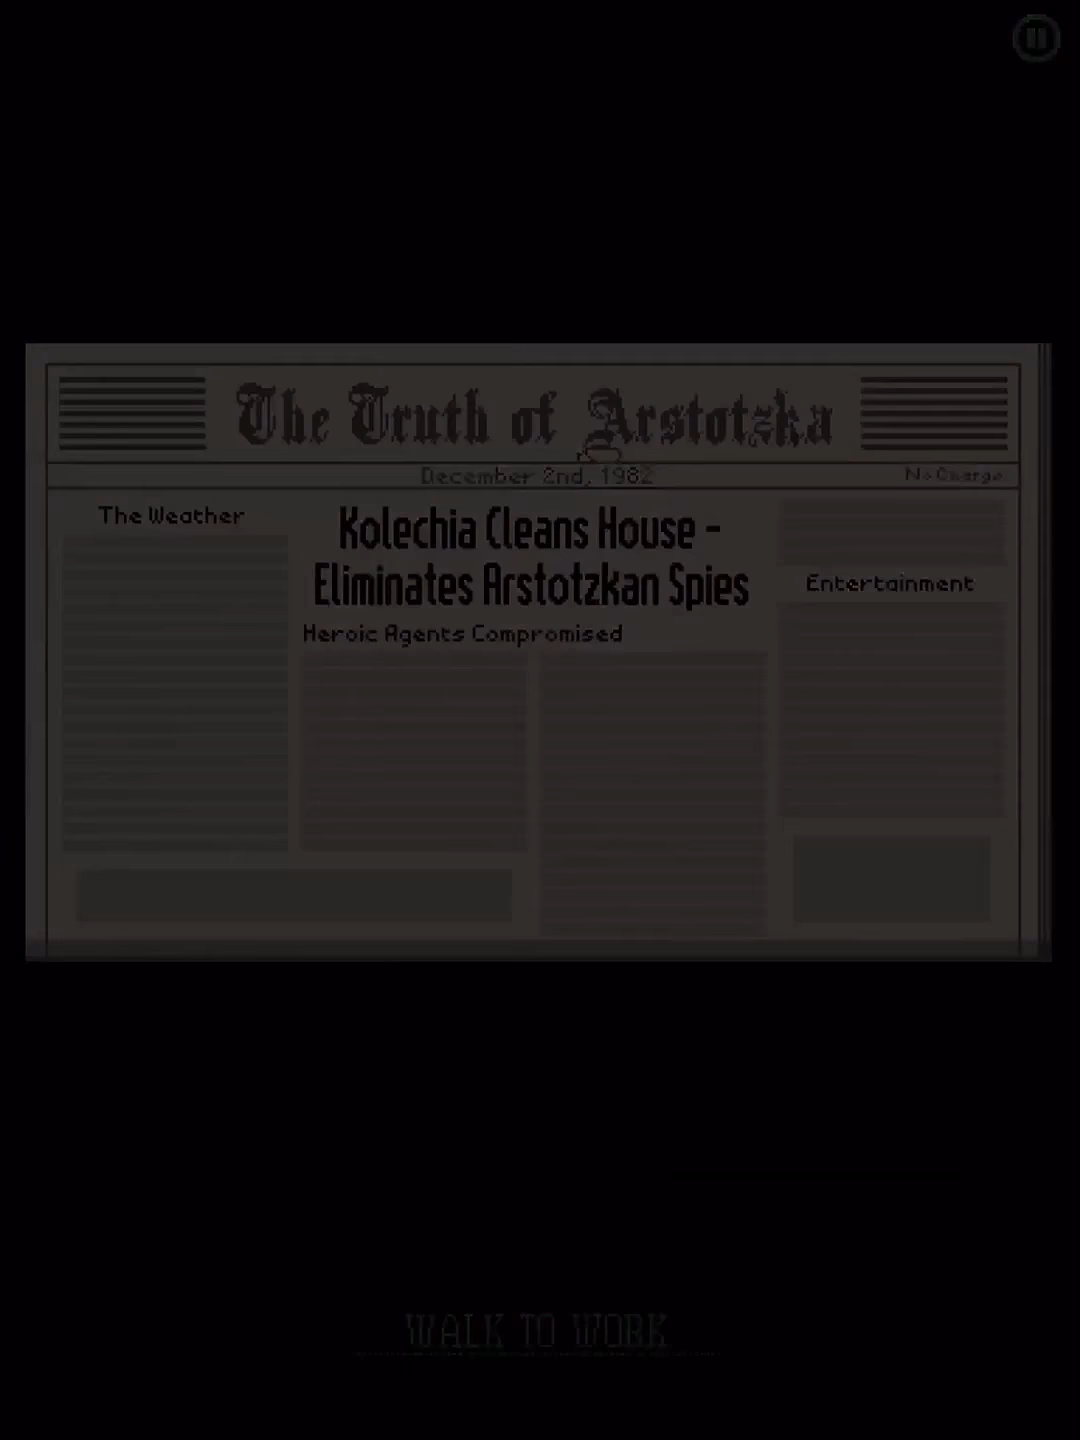 The Truth of Arstotzka
December 2nd, 1982
No Charge
The Weather
Kolechia Cleans House -
Eliminates Arstotzkan Spies
Heroic Agents Compromised
Entertainment
WALK TO WORK